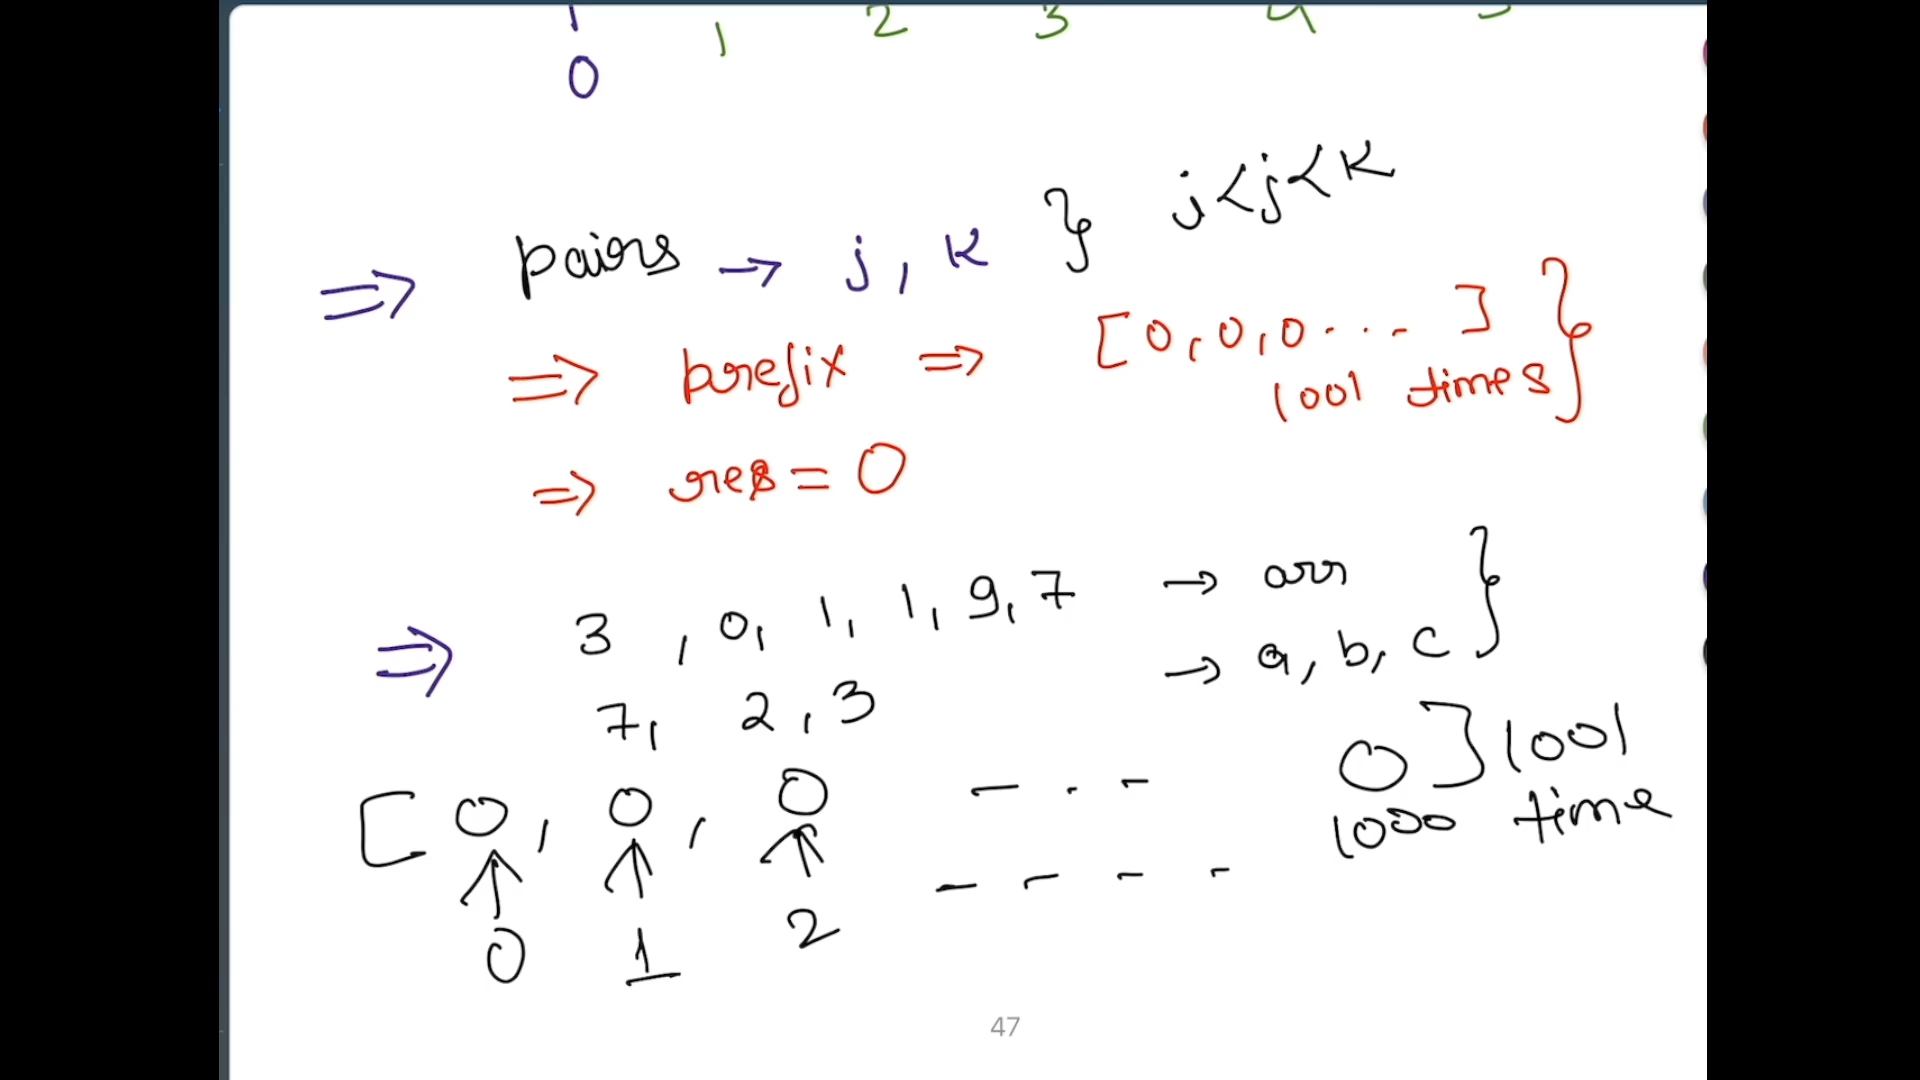 0 1 2 3
⇒ pairs → j, k } i<j<k
⇒ prefix ⇒ [0,0,0... ] }
1001 times
⇒ res = 0
⇒ 3, 0, 1, 1, 9, 7 → arr }
7, 2, 3 → a, b, c
[0, 0, 0 - . - 0] 1001
1000 time
↑ ↑ ↑ - - - -
0 1 2
47